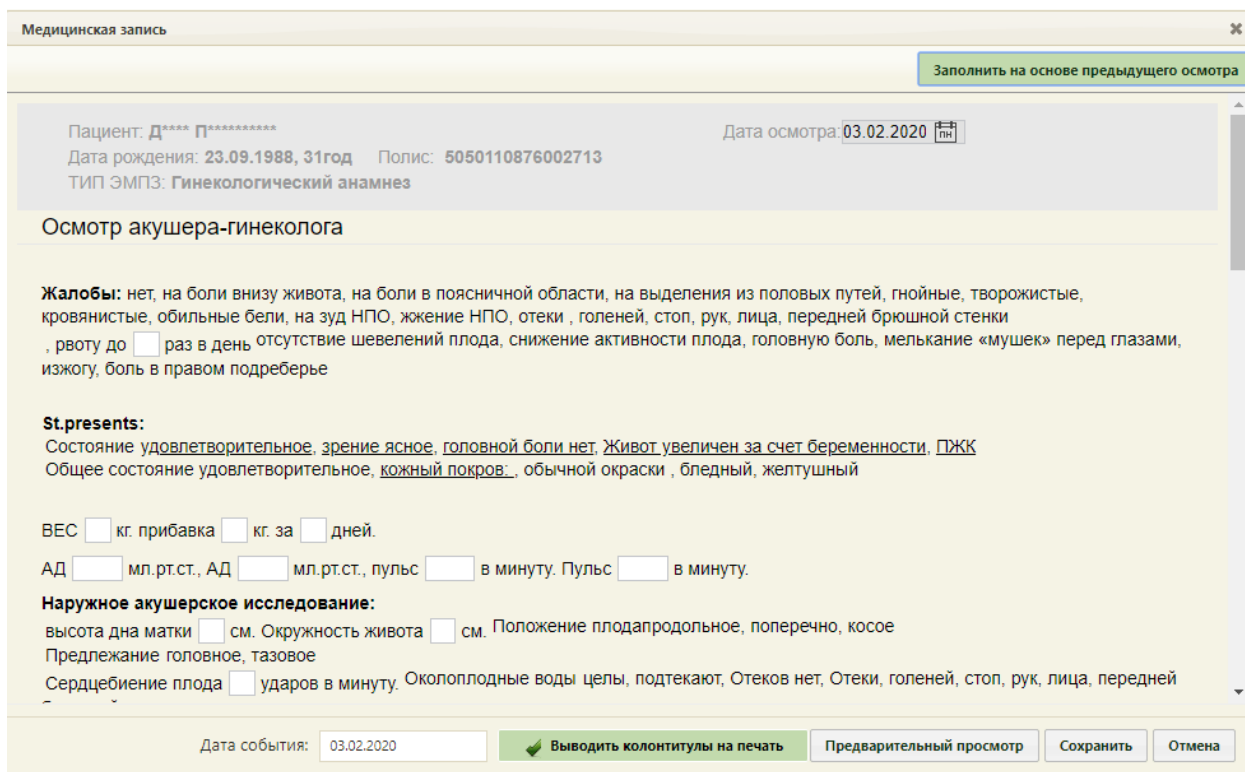 Медицинская запись
Заполнить на основе предыдущего осмотра
Пациент: Д**** П********** Дата осмотра: 03.02.2020 пн
Дата рождения: 23.09.1988, 31год Полис: 5050110876002713
ТИП ЭМПЗ: Гинекологический анамнез
Осмотр акушера-гинеколога
Жалобы: нет, на боли внизу живота, на боли в поясничной области, на выделения из половых путей, гнойные, творожистые,
кровянистые, обильные бели, на зуд НПО, жжение НПО, отеки , голеней, стоп, рук, лица, передней брюшной стенки
, рвоту до раз в день отсутствие шевелений плода, снижение активности плода, головную боль, мелькание «мушек» перед глазами,
изжогу, боль в правом подреберье
St.presents:
Состояние удовлетворительное, зрение ясное, головной боли нет, Живот увеличен за счет беременности, ПЖК
Общее состояние удовлетворительное, кожный покров: , обычной окраски , бледный, желтушный
ВЕС кг. прибавка кг. за дней.
АД мл.рт.ст., АД мл.рт.ст., пульс в минуту. Пульс в минуту.
Наружное акушерское исследование:
высота дна матки см. Окружность живота см. Положение плодапродольное, поперечно, косое
Предлежание головное, тазовое
Сердцебиение плода ударов в минуту. Околоплодные воды целы, подтекают, Отеков нет, Отеки, голеней, стоп, рук, лица, передней
Дата события: 03.02.2020 Выводить колонтитулы на печать Предварительный просмотр Сохранить Отмена